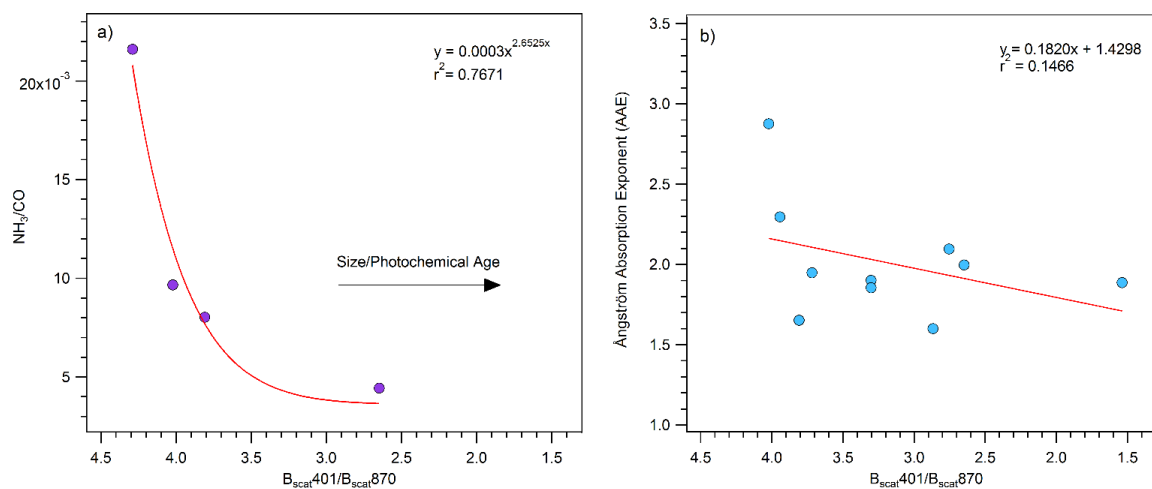 a)
y = 0.0003x^2.6525x
r² = 0.7671
20x10⁻³
15
10
5
NH₃/CO
Size/Photochemical Age
4.5 4.0 3.5 3.0 2.5 2.0 1.5
Bscat401/Bscat870
b)
y = 0.1820x + 1.4298
r² = 0.1466
3.5
3.0
2.5
2.0
1.5
1.0
Ångström Absorption Exponent (AAE)
4.5 4.0 3.5 3.0 2.5 2.0 1.5
Bscat401/Bscat870